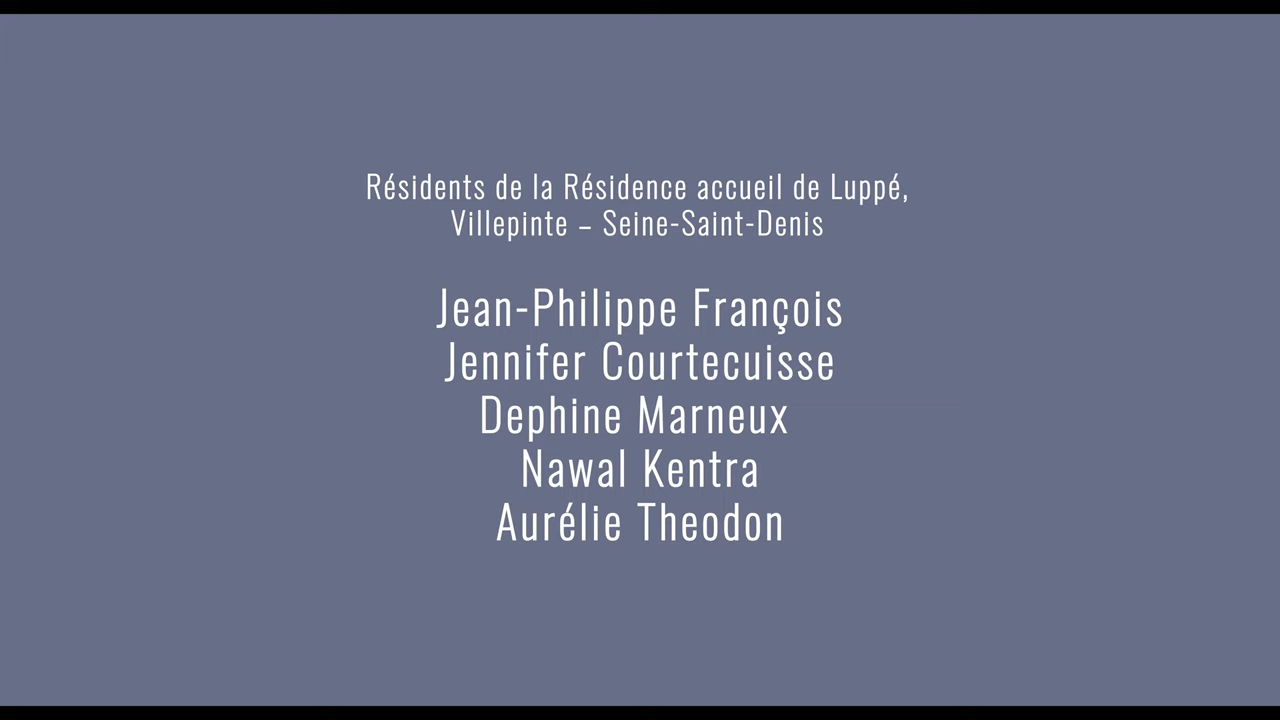 Résidents de la Résidence accueil de Luppé,
Villepinte – Seine-Saint-Denis
Jean-Philippe François
Jennifer Courtecuisse
Dephine Marneux
Nawal Kentra
Aurélie Theodon